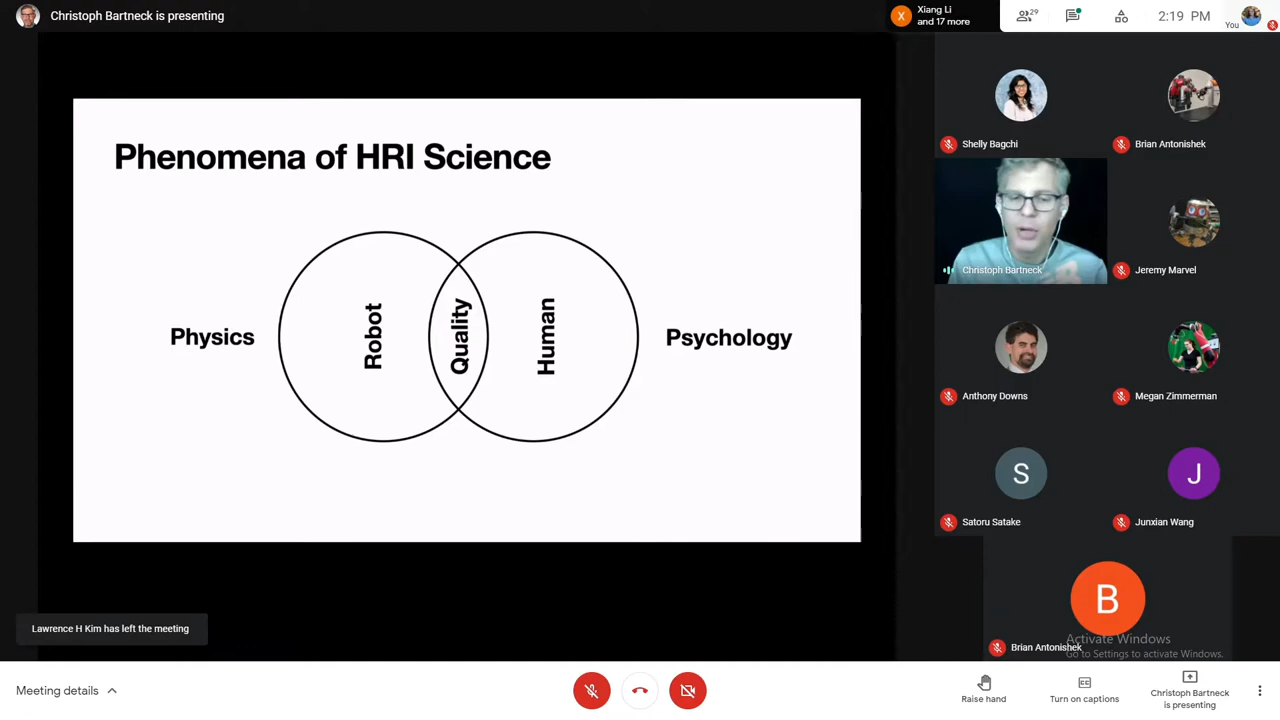 Christoph Bartneck is presenting
X
Xiang Li
and 17 more
29
2:19 PM
You
Phenomena of HRI Science
Physics
Robot
Quality
Human
Psychology
Shelly Bagchi
Brian Antonishek
Christoph Bartneck
Jeremy Marvel
Anthony Downs
Megan Zimmerman
S
J
Satoru Satake
Junxian Wang
B
Brian Antonishek
Activate Windows
Go to Settings to activate Windows.
Lawrence H Kim has left the meeting
Meeting details
Raise hand
Turn on captions
Christoph Bartneck
is presenting